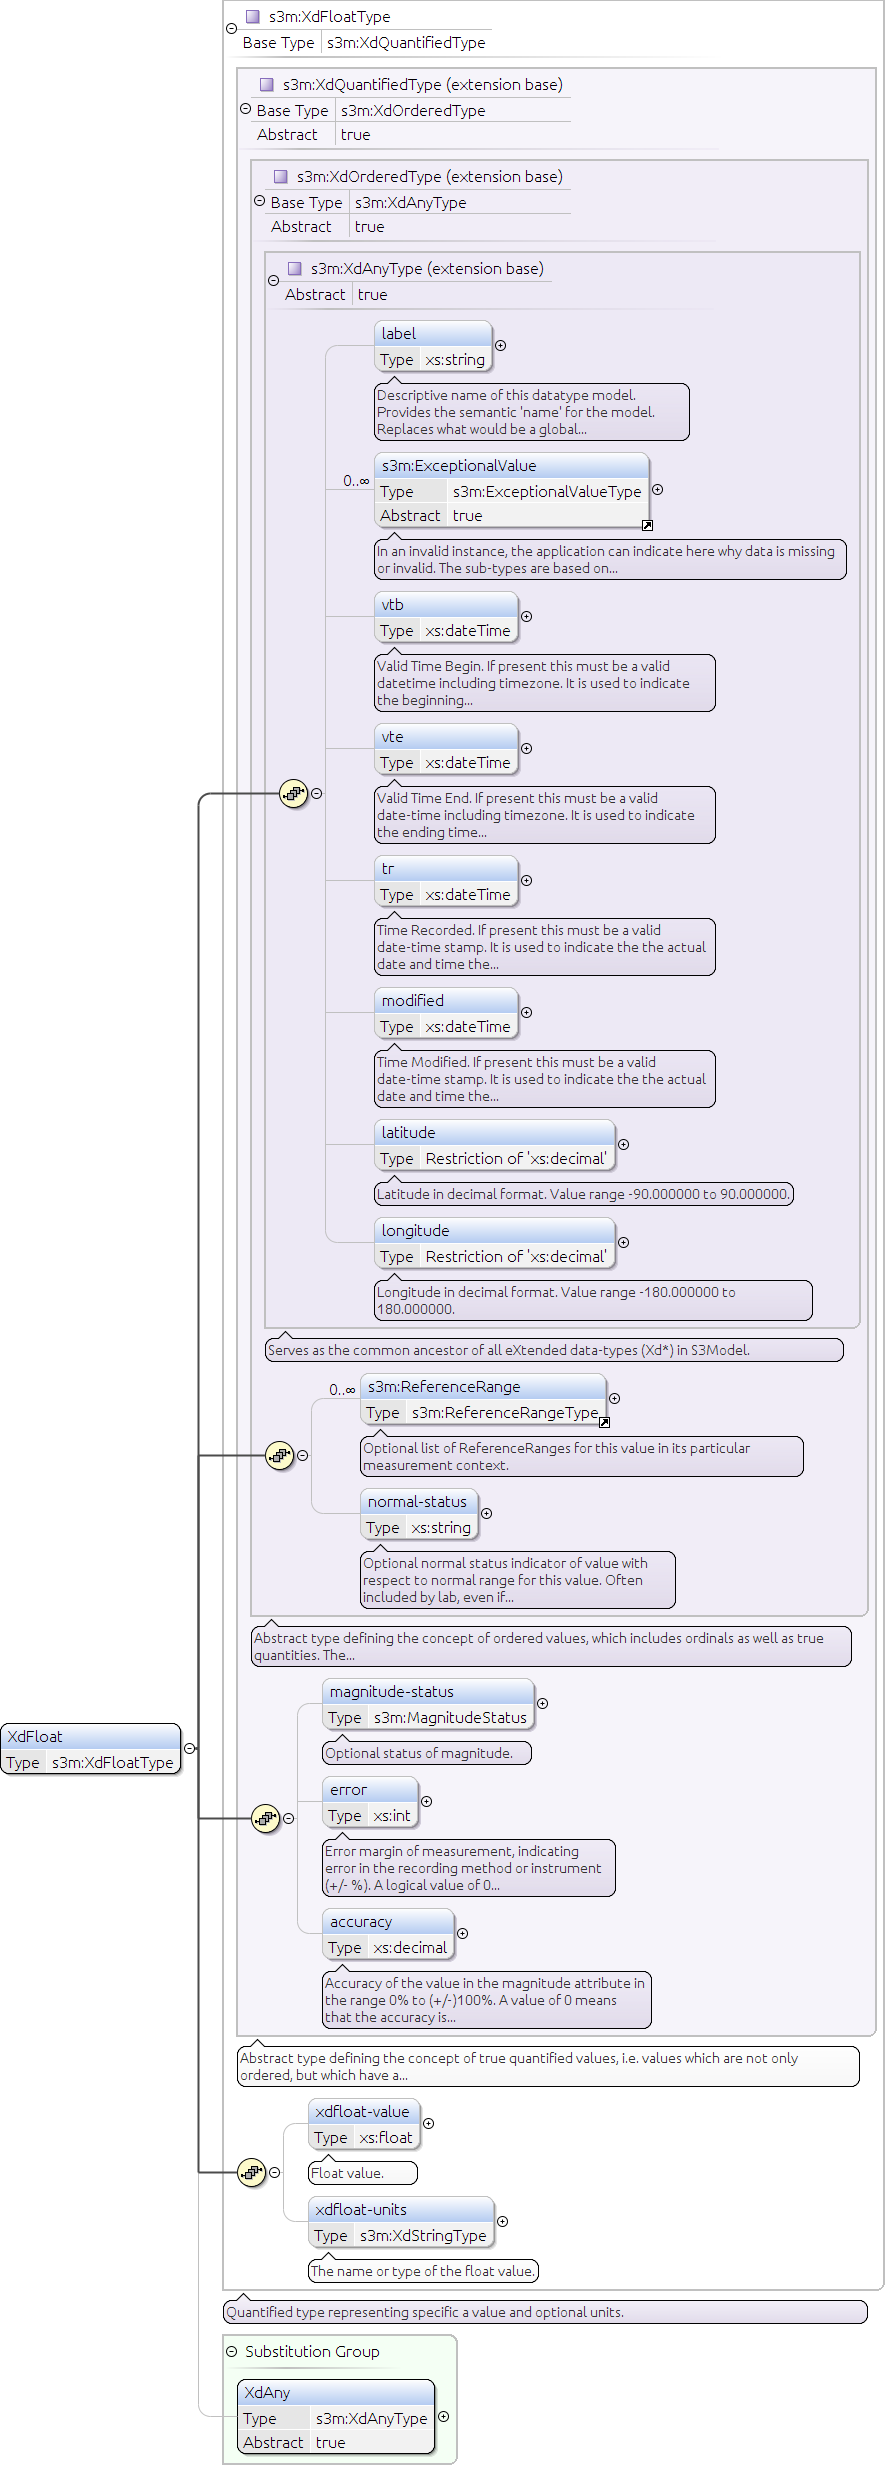 s3m:XdFloatType
Base Type s3m:XdQuantifiedType
s3m:XdQuantifiedType (extension base)
Base Type s3m:XdOrderedType
Abstract true
s3m:XdOrderedType (extension base)
Base Type s3m:XdAnyType
Abstract true
s3m:XdAnyType (extension base)
Abstract true
label
Type xs:string
Descriptive name of this datatype model.
Provides the semantic 'name' for the model.
Replaces what would be a global...
0..∞
s3m:ExceptionalValue
Type s3m:ExceptionalValueType
Abstract true
In an invalid instance, the application can indicate here why data is missing
or invalid. The sub-types are based on...
vtb
Type xs:dateTime
Valid Time Begin. If present this must be a valid
datetime including timezone. It is used to indicate
the beginning...
vte
Type xs:dateTime
Valid Time End. If present this must be a valid
date-time including timezone. It is used to indicate
the ending time...
tr
Type xs:dateTime
Time Recorded. If present this must be a valid
date-time stamp. It is used to indicate the the actual
date and time the...
modified
Type xs:dateTime
Time Modified. If present this must be a valid
date-time stamp. It is used to indicate the the actual
date and time the...
latitude
Type Restriction of 'xs:decimal'
Latitude in decimal format. Value range -90.000000 to 90.000000.
longitude
Type Restriction of 'xs:decimal'
Longitude in decimal format. Value range -180.000000 to
180.000000.
Serves as the common ancestor of all eXtended data-types (Xd*) in S3Model.
0..∞
s3m:ReferenceRange
Type s3m:ReferenceRangeType
Optional list of ReferenceRanges for this value in its particular
measurement context.
normal-status
Type xs:string
Optional normal status indicator of value with
respect to normal range for this value. Often
included by lab, even if...
Abstract type defining the concept of ordered values, which includes ordinals as well as true
quantities. The...
magnitude-status
Type s3m:MagnitudeStatus
Optional status of magnitude.
XdFloat
Type s3m:XdFloatType
error
Type xs:int
Error margin of measurement, indicating
error in the recording method or instrument
(+/- %). A logical value of 0...
accuracy
Type xs:decimal
Accuracy of the value in the magnitude attribute in
the range 0% to (+/-)100%. A value of 0 means
that the accuracy is...
Abstract type defining the concept of true quantified values, i.e. values which are not only
ordered, but which have a...
xdfloat-value
Type xs:float
Float value.
xdfloat-units
Type s3m:XdStringType
The name or type of the float value.
Quantified type representing specific a value and optional units.
Substitution Group
XdAny
Type s3m:XdAnyType
Abstract true